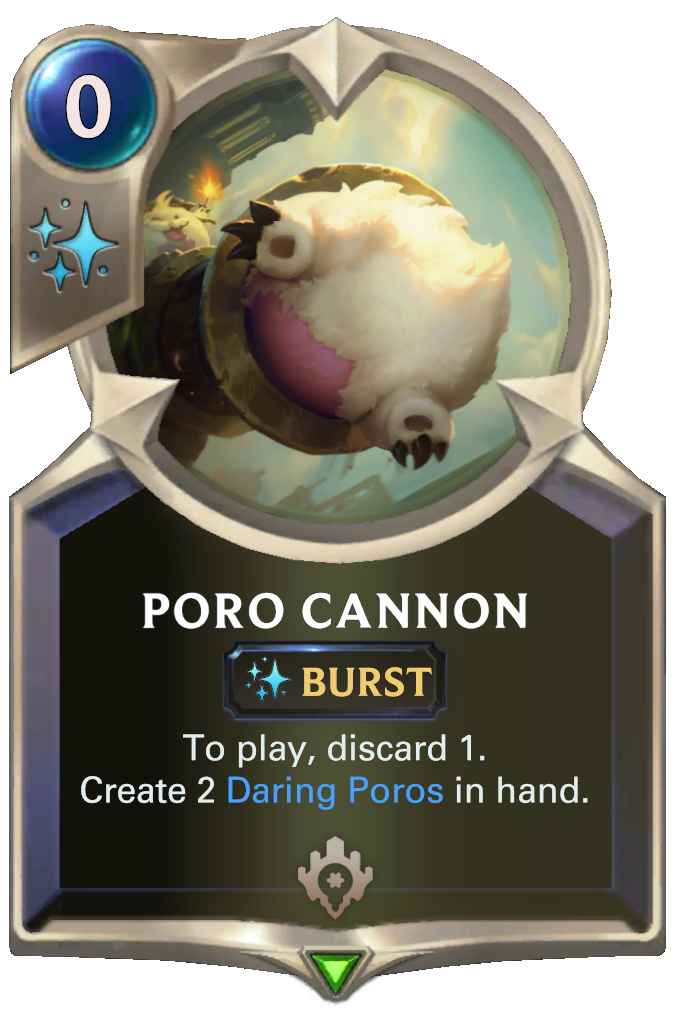 0
PORO CANNON
BURST
To play, discard 1.
Create 2 Daring Poros in hand.